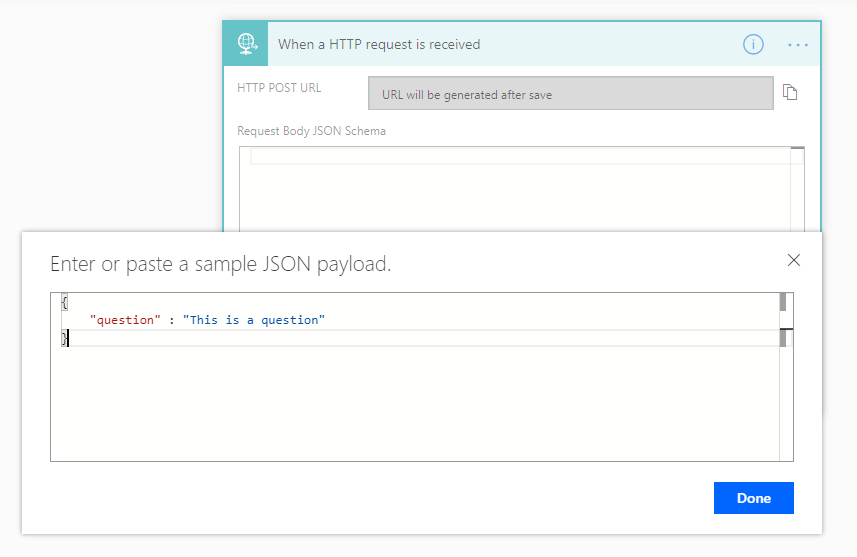 When a HTTP request is received
HTTP POST URL
URL will be generated after save
Request Body JSON Schema
Enter or paste a sample JSON payload.
{
"question" : "This is a question"
}
Done